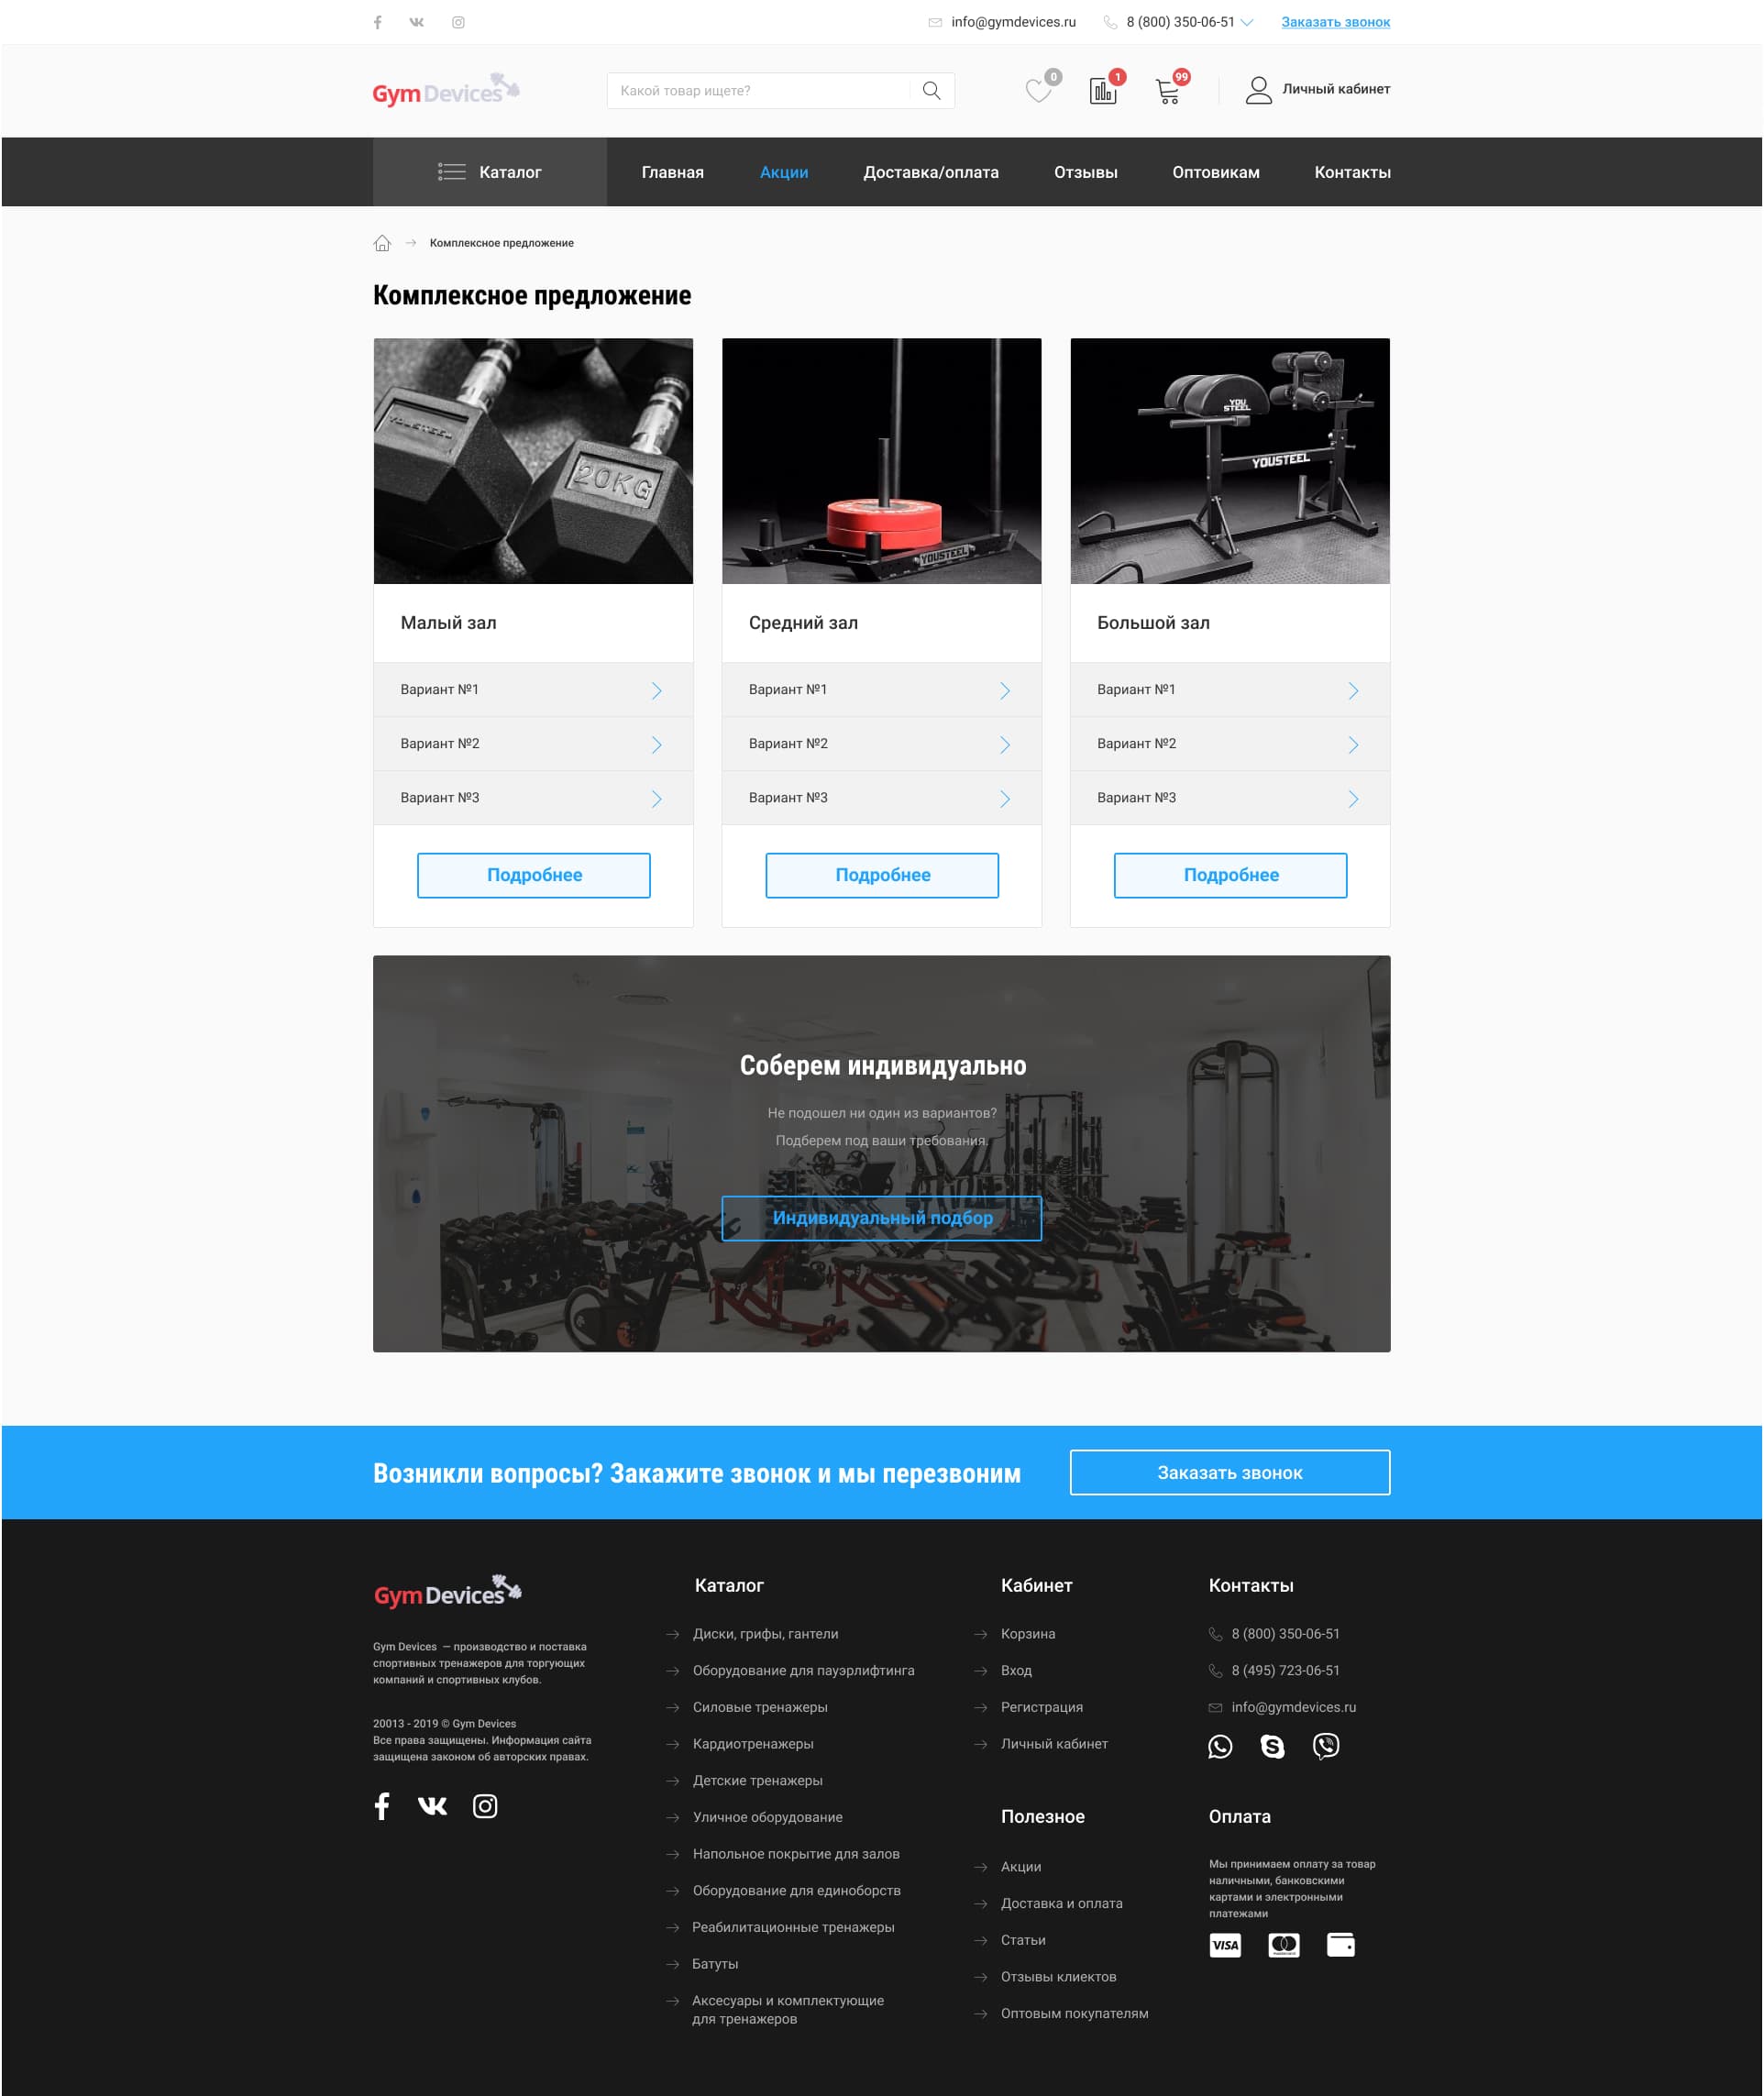 info@gymdevices.ru 8 (800) 350-06-51 Заказать звонок
Gym Devices
Какой товар ищете?
0 1 99
Личный кабинет
Каталог Главная Акции Доставка/оплата Отзывы Оптовикам Контакты
Комплексное предложение
Комплексное предложение
YOUSTEEL
20KG
YOUSTEEL
YOU
STEEL
YOUSTEEL
Малый зал
Вариант №1
Вариант №2
Вариант №3
Подробнее
Средний зал
Вариант №1
Вариант №2
Вариант №3
Подробнее
Большой зал
Вариант №1
Вариант №2
Вариант №3
Подробнее
Соберем индивидуально
Не подошел ни один из вариантов?
Подберем под ваши требования.
Индивидуальный подбор
Возникли вопросы? Закажите звонок и мы перезвоним
Заказать звонок
Gym Devices
Gym Devices – производство и поставка
спортивных тренажеров для торгующих
компаний и спортивных клубов.
20013 - 2019 © Gym Devices
Все права защищены. Информация сайта
защищена законом об авторских правах.
Каталог
Диски, грифы, гантели
Оборудование для пауэрлифтинга
Силовые тренажеры
Кардиотренажеры
Детские тренажеры
Уличное оборудование
Напольное покрытие для залов
Оборудование для единоборств
Реабилитационные тренажеры
Батуты
Аксесуары и комплектующие
для тренажеров
Кабинет
Корзина
Вход
Регистрация
Личный кабинет
Полезное
Акции
Доставка и оплата
Статьи
Отзывы клиентов
Оптовым покупателям
Контакты
8 (800) 350-06-51
8 (495) 723-06-51
info@gymdevices.ru
Оплата
Мы принимаем оплату за товар
наличными, банковскими
картами и электронными
платежами
VISA